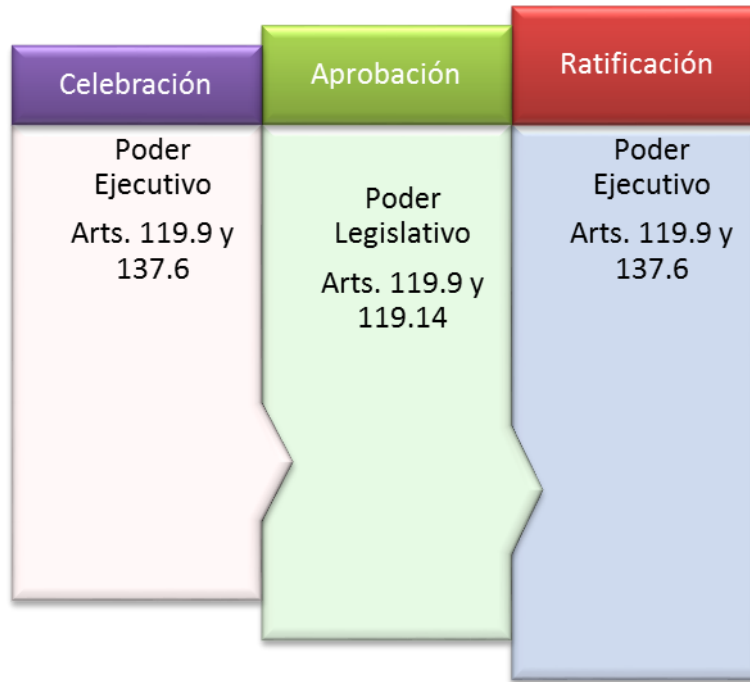 Celebración
Poder
Ejecutivo
Arts. 119.9 y
137.6
Aprobación
Poder
Legislativo
Arts. 119.9 y
119.14
Ratificación
Poder
Ejecutivo
Arts. 119.9 y
137.6